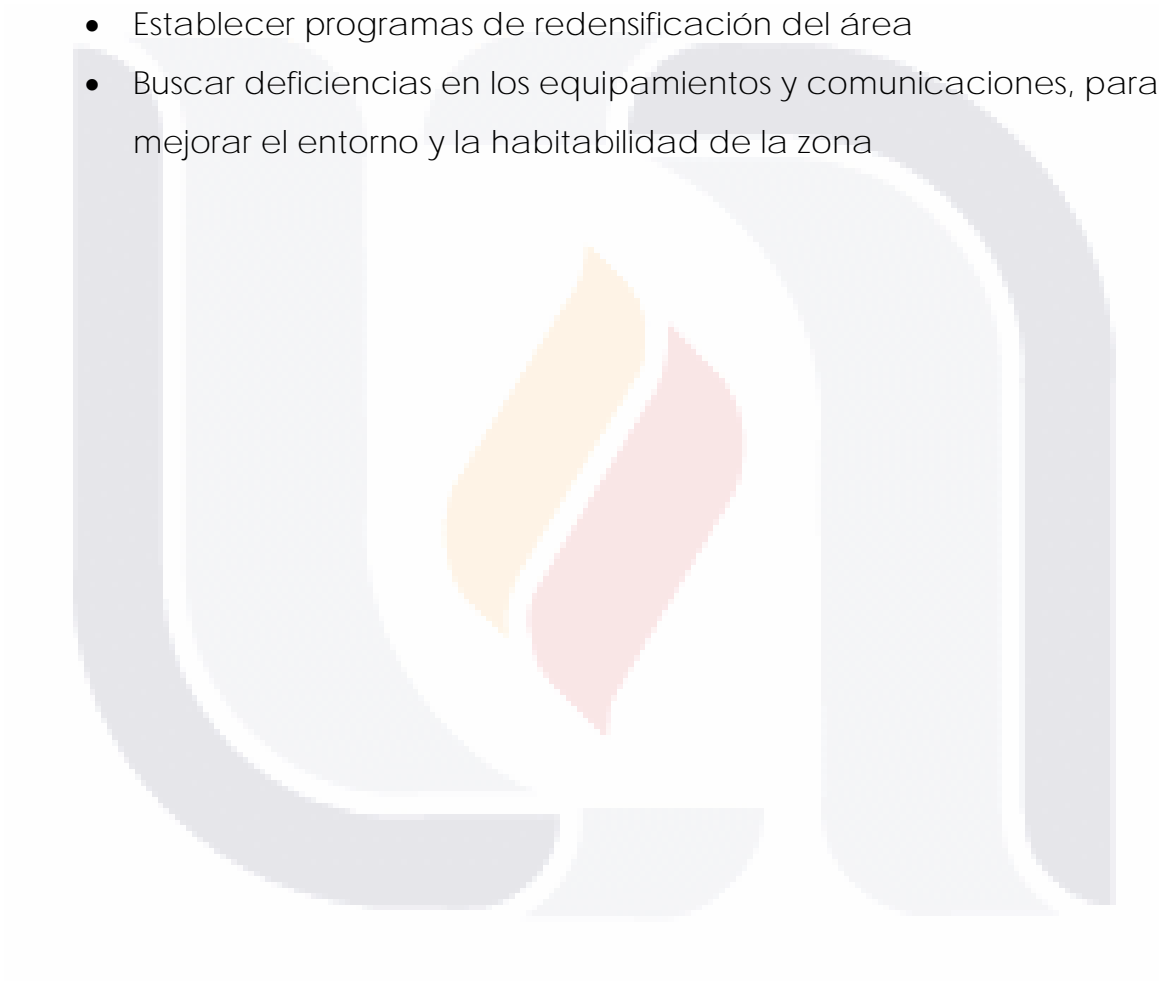 • Establecer programas de redensificación del área
• Buscar deficiencias en los equipamientos y comunicaciones, para
mejorar el entorno y la habitabilidad de la zona